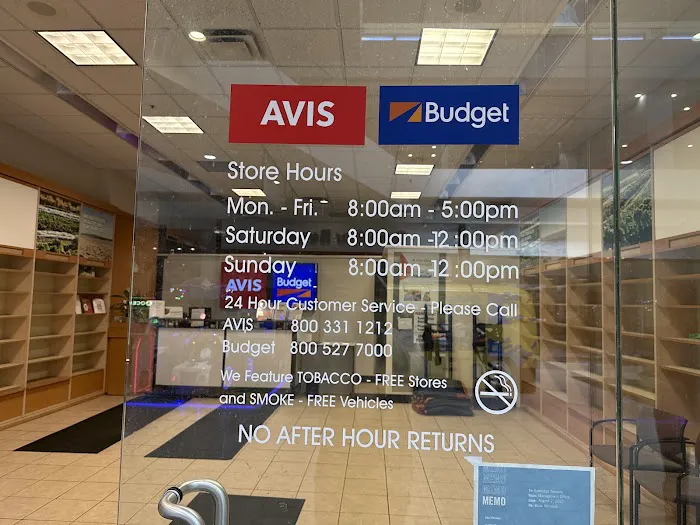 AVIS
Budget
Store Hours
Mon. - Fri. 8:00am - 5:00pm
Saturday 8:00am -12 :00pm
Sunday 8:00am -12 :00pm
AVIS Budget
24 Hour Customer Service - Please Call
AVIS 800 331 1212
Budget 800 527 7000
We Feature TOBACCO - FREE Stores
and SMOKE - FREE Vehicles
NO AFTER HOUR RETURNS
MEMO